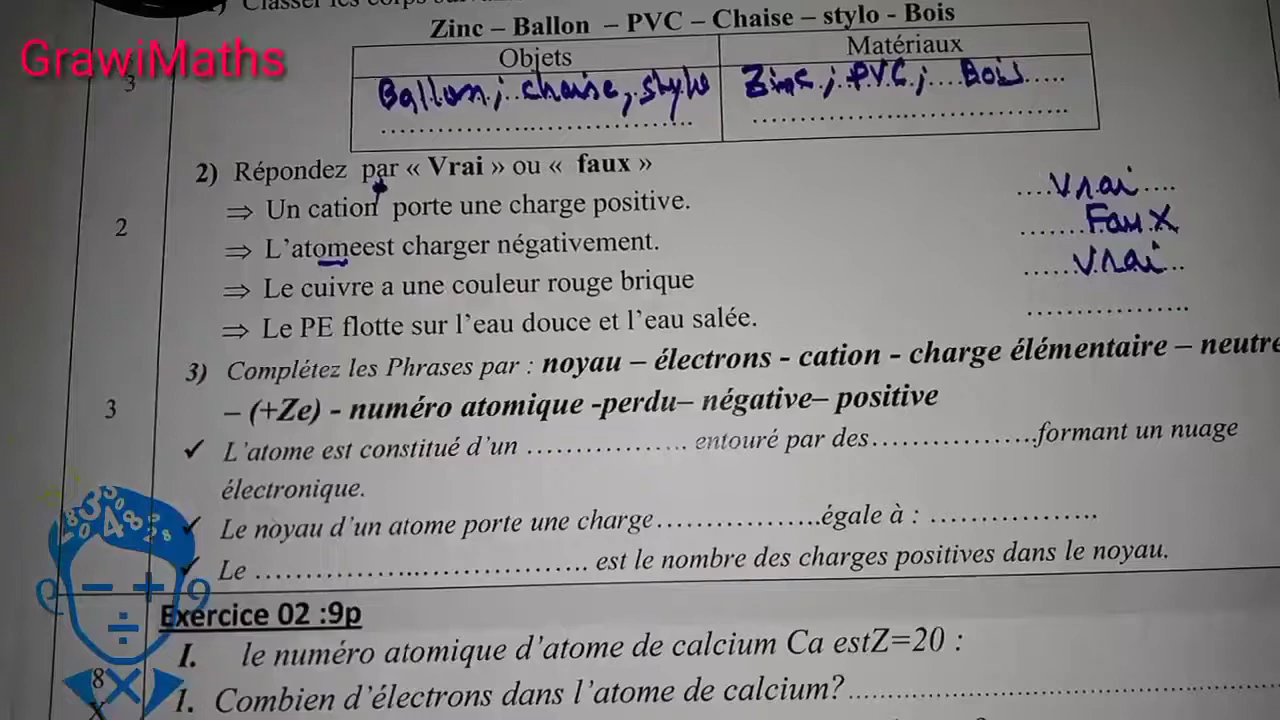 Classer les corps
Zinc – Ballon – PVC – Chaise – stylo - Bois
GrawiMaths
Objets Matériaux
3 Ballon ; chaise, stylo Zinc ; PVC ; Bois
2) Répondez par « Vrai » ou « faux »
⇒ Un cation porte une charge positive. Vrai
2
⇒ L'atomeest charger négativement. Faux
⇒ Le cuivre a une couleur rouge brique Vrai
⇒ Le PE flotte sur l'eau douce et l'eau salée. ..................
3) Complétez les Phrases par : noyau – électrons - cation - charge élémentaire – neutre
3 – (+Ze) - numéro atomique -perdu– négative– positive
✓ L'atome est constitué d'un .................. entouré par des..................formant un nuage
électronique.
✓ Le noyau d'un atome porte une charge..................égale à : ..................
✓ Le .................................... est le nombre des charges positives dans le noyau.
Exercice 02 :9p
I. le numéro atomique d'atome de calcium Ca estZ=20 :
8
1. Combien d'électrons dans l'atome de calcium?....................................